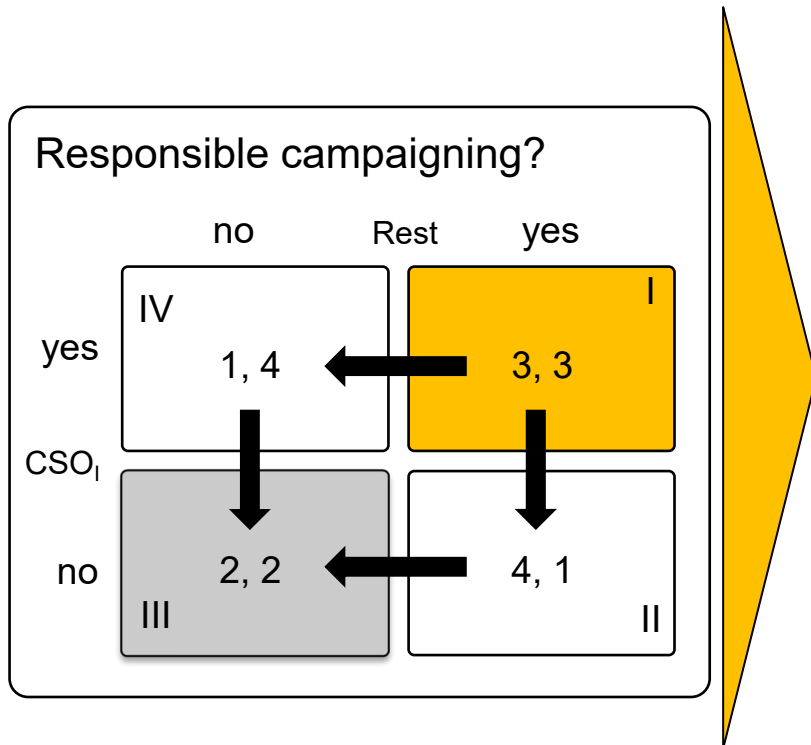 Responsible campaigning?
no Rest yes
IV I
yes 1, 4 3, 3
CSOI
no 2, 2 4, 1
III II